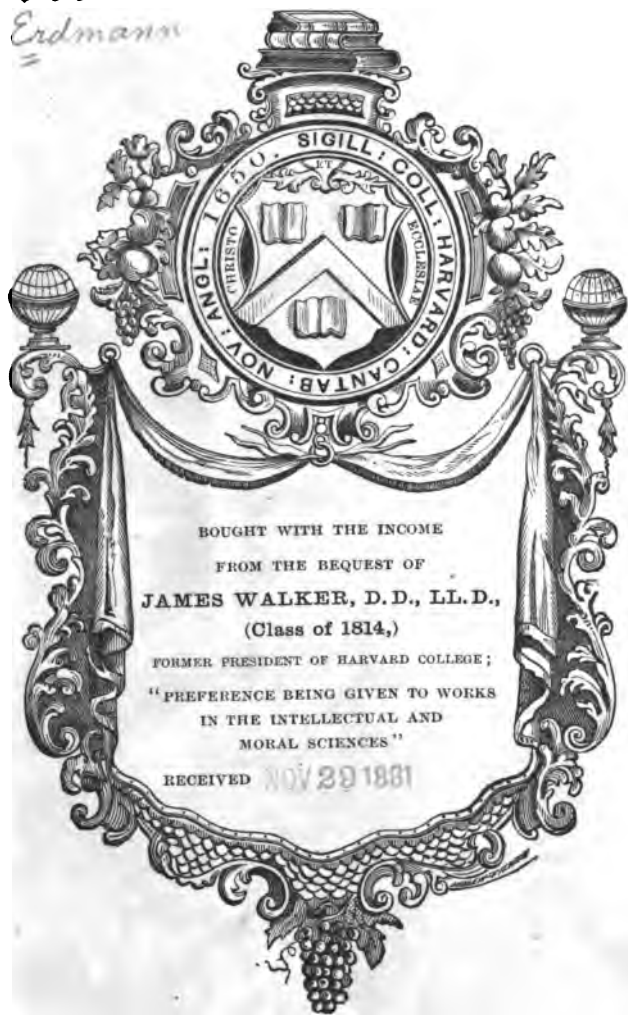 Erdmann
SIGILL: COLL: HARVARD: CANTAB: NOV: ANGL: 1650.
ET
CHRISTO
ECCLESIAE
BOUGHT WITH THE INCOME
FROM THE BEQUEST OF
JAMES WALKER, D.D., LL.D.,
(Class of 1814,)
FORMER PRESIDENT OF HARVARD COLLEGE;
"PREFERENCE BEING GIVEN TO WORKS
IN THE INTELLECTUAL AND
MORAL SCIENCES"
RECEIVED NOV 29 1881